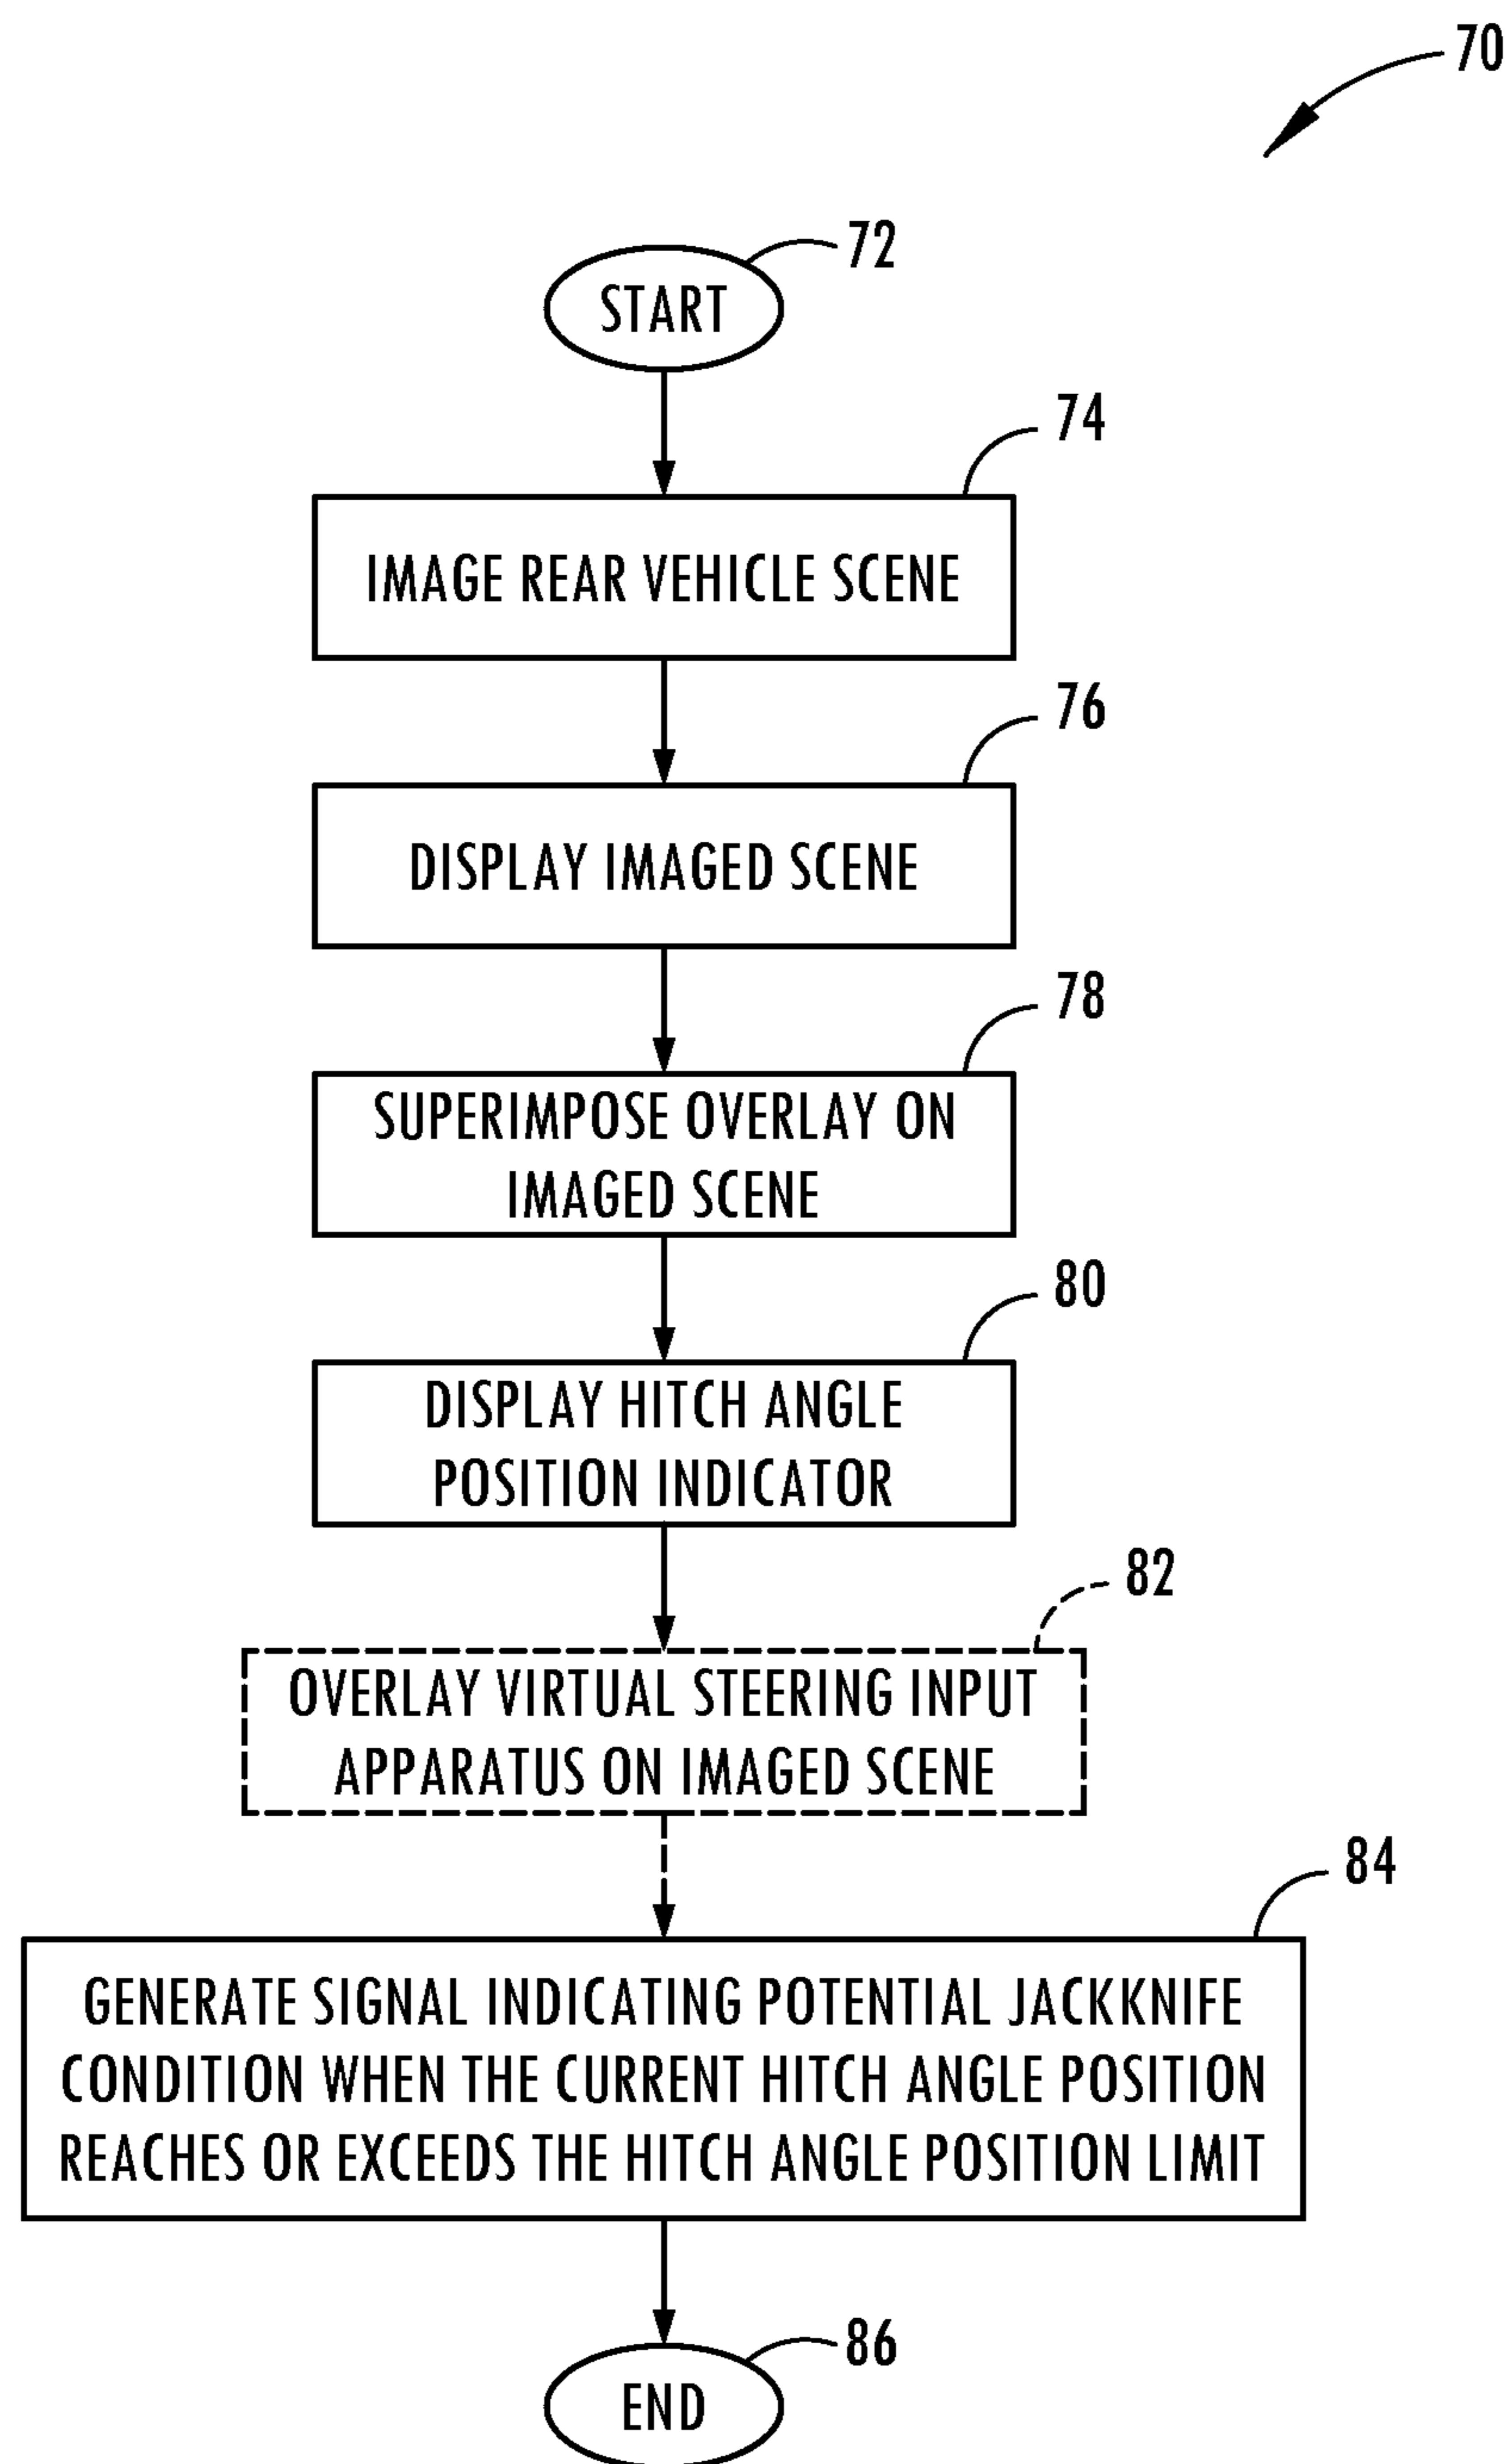 70
72
START
74
IMAGE REAR VEHICLE SCENE
76
DISPLAY IMAGED SCENE
78
SUPERIMPOSE OVERLAY ON
IMAGED SCENE
80
DISPLAY HITCH ANGLE
POSITION INDICATOR
82
OVERLAY VIRTUAL STEERING INPUT
APPARATUS ON IMAGED SCENE
84
GENERATE SIGNAL INDICATING POTENTIAL JACKKNIFE
CONDITION WHEN THE CURRENT HITCH ANGLE POSITION
REACHES OR EXCEEDS THE HITCH ANGLE POSITION LIMIT
86
END